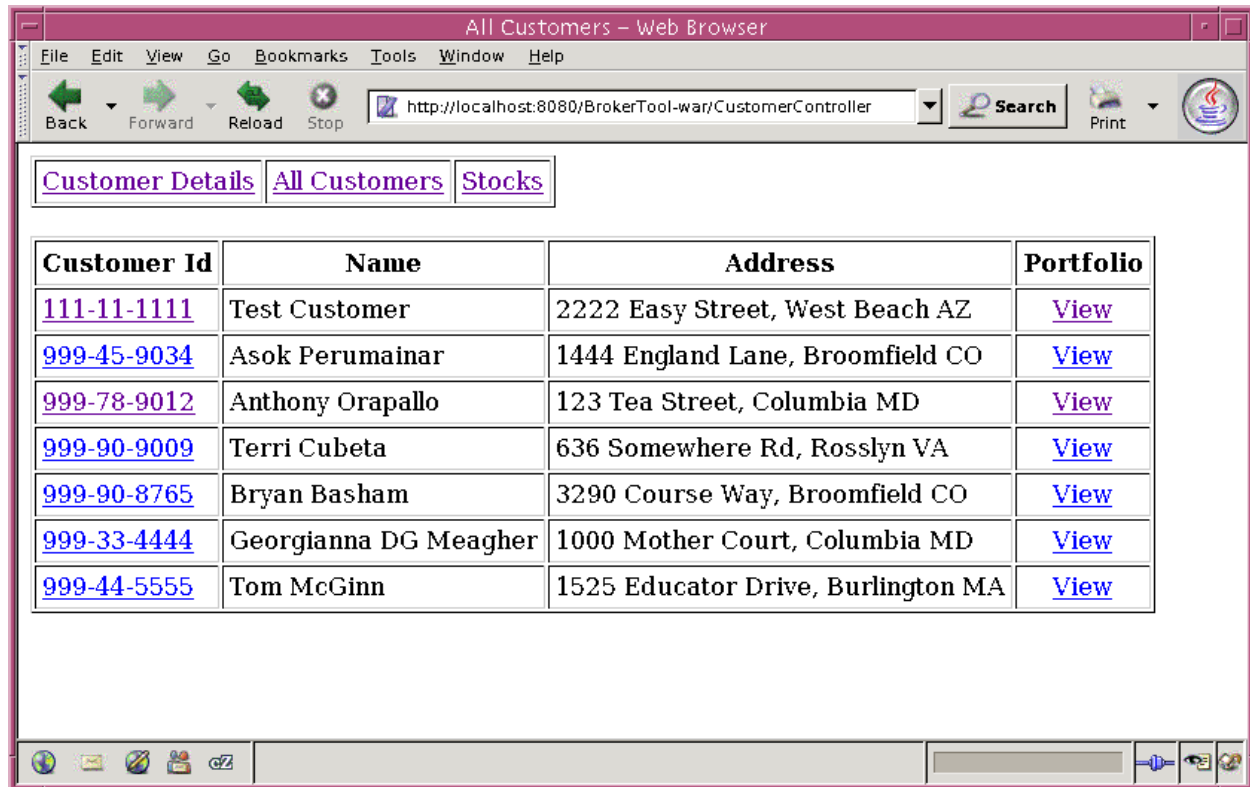 All Customers – Web Browser
File Edit View Go Bookmarks Tools Window Help
Back Forward Reload Stop http://localhost:8080/BrokerTool-war/CustomerController Search Print
Customer Details All Customers Stocks
Customer Id Name Address Portfolio
111-11-1111 Test Customer 2222 Easy Street, West Beach AZ View
999-45-9034 Asok Perumainar 1444 England Lane, Broomfield CO View
999-78-9012 Anthony Orapallo 123 Tea Street, Columbia MD View
999-90-9009 Terri Cubeta 636 Somewhere Rd, Rosslyn VA View
999-90-8765 Bryan Basham 3290 Course Way, Broomfield CO View
999-33-4444 Georgianna DG Meagher 1000 Mother Court, Columbia MD View
999-44-5555 Tom McGinn 1525 Educator Drive, Burlington MA View